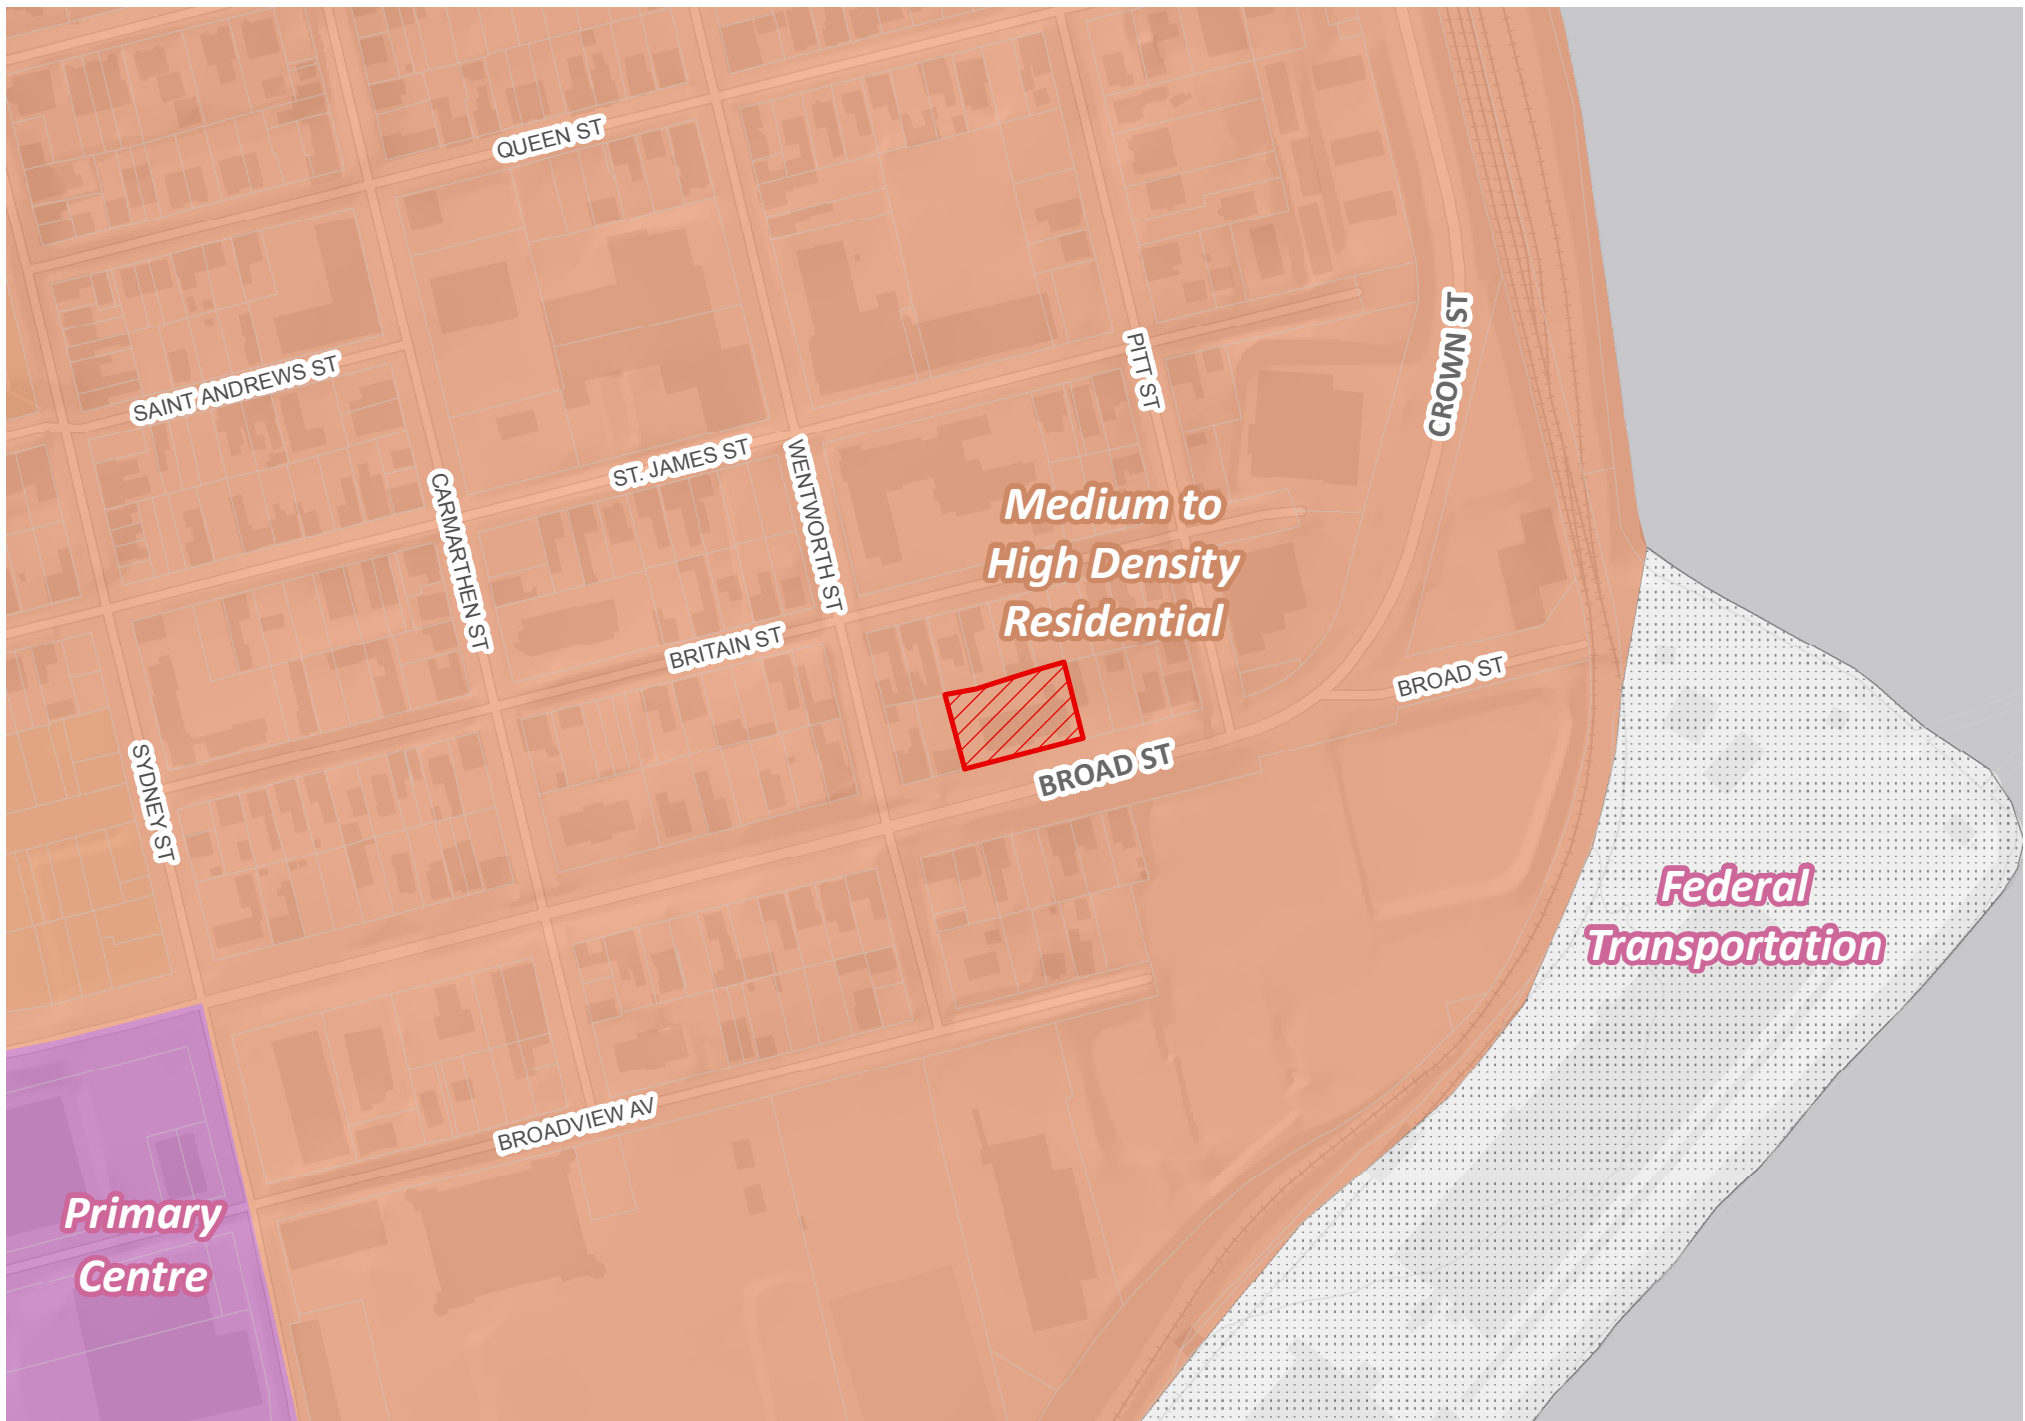 QUEEN ST
CROWN ST
PITT ST
SAINT ANDREWS ST
ST. JAMES ST
WENTWORTH ST
CARMARTHEN ST
Medium to
High Density
Residential
BRITAIN ST
BROAD ST
BROAD ST
SYDNEY ST
Federal
Transportation
BROADVIEW AV
Primary
Centre